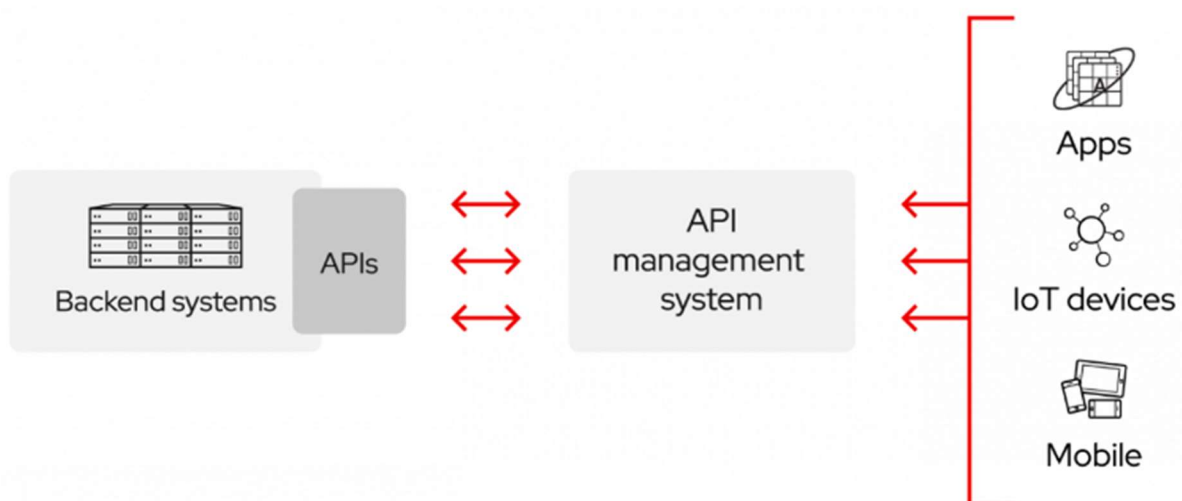 Backend systems
APIs
API
management
system
A
Apps
IoT devices
Mobile